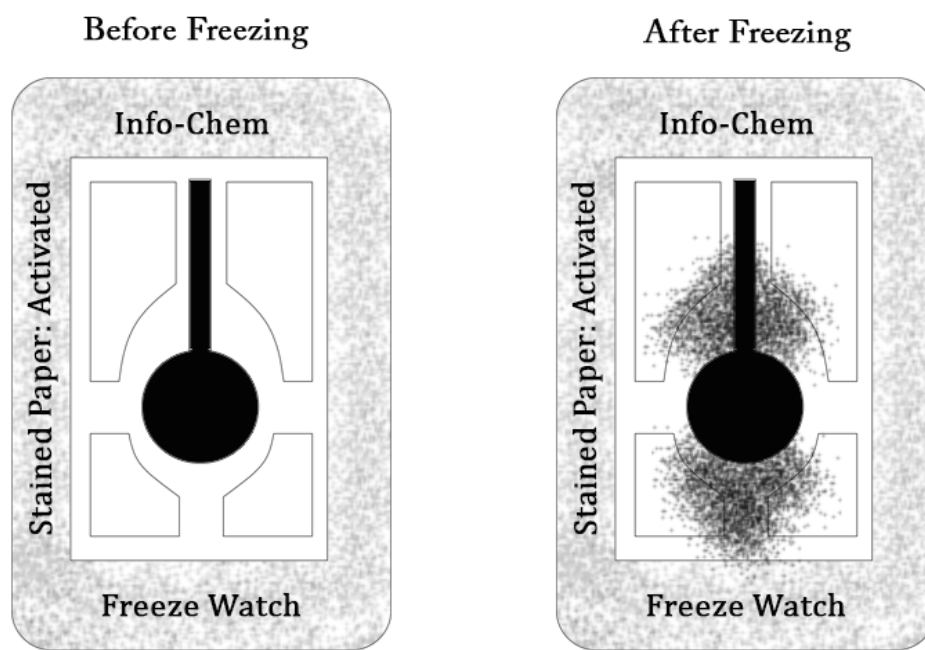 Before Freezing
Info-Chem
Stained Paper: Activated
Freeze Watch
After Freezing
Info-Chem
Stained Paper: Activated
Freeze Watch